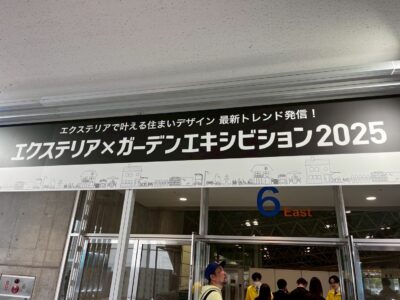 エクステリアで叶える住まいデザイン 最新トレンド発信！
エクステリア×ガーデンエキシビション2025
6
East